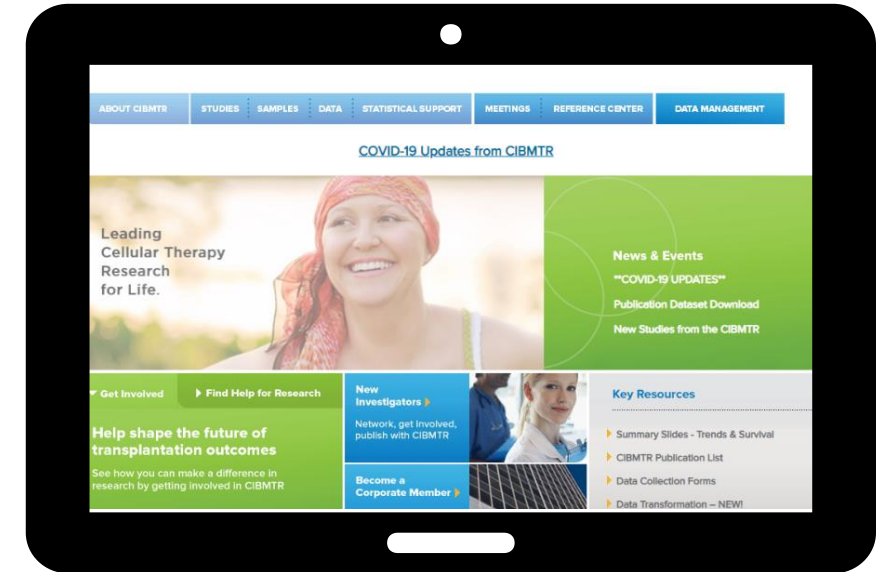 ABOUT CIBMTR
STUDIES
SAMPLES
DATA
STATISTICAL SUPPORT
MEETINGS
REFERENCE CENTER
DATA MANAGEMENT
COVID-19 Updates from CIBMTR
Leading
Cellular Therapy
Research
for Life.
News & Events
**COVID-19 UPDATES**
Publication Dataset Download
New Studies from the CIBMTR
Get Involved
Find Help for Research
Help shape the future of
transplantation outcomes
See how you can make a difference in
research by getting involved in CIBMTR
New
Investigators
Network, get involved,
publish with CIBMTR
Become a
Corporate Member
Key Resources
Summary Slides - Trends & Survival
CIBMTR Publication List
Data Collection Forms
Data Transformation – NEW!